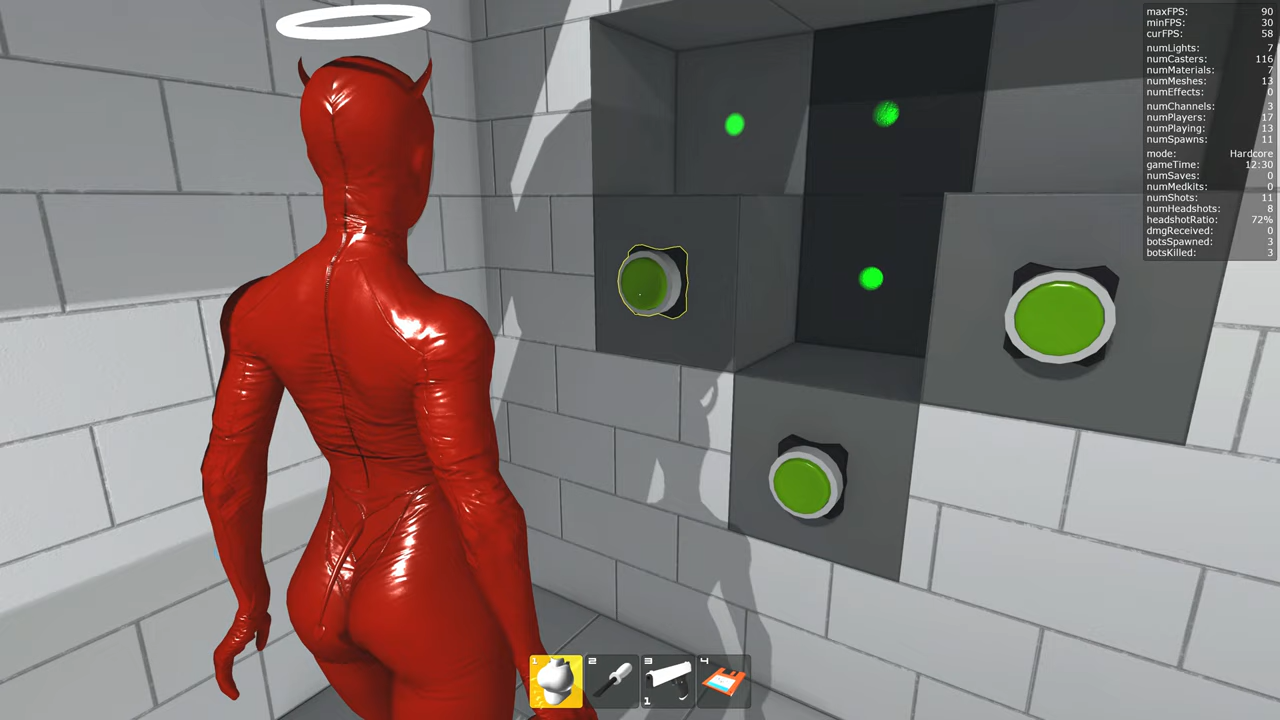 maxFPS: 90
minFPS: 30
curFPS: 58
numLights: 7
numCasters: 116
numMaterials: 7
numMeshes: 13
numEffects: 0
numChannels: 3
numPlayers: 17
numPlaying: 13
numSpawns: 11
mode: Hardcore
gameTime: 12:30
numSaves: 0
numMedkits: 0
numShots: 11
numHeadshots: 8
headshotRatio: 72%
dmgReceived: 0
botsSpawned: 3
botsKilled: 3
1 2 3 4
1